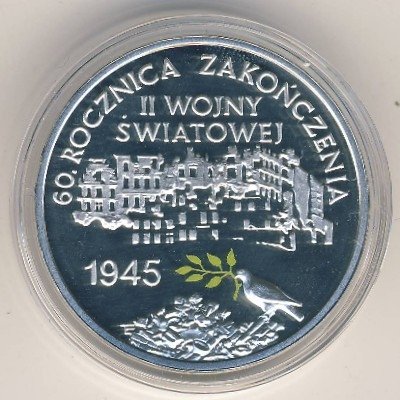 60. ROCZNICA ZAKOŃCZENIA
II WOJNY
ŚWIATOWEJ
1945